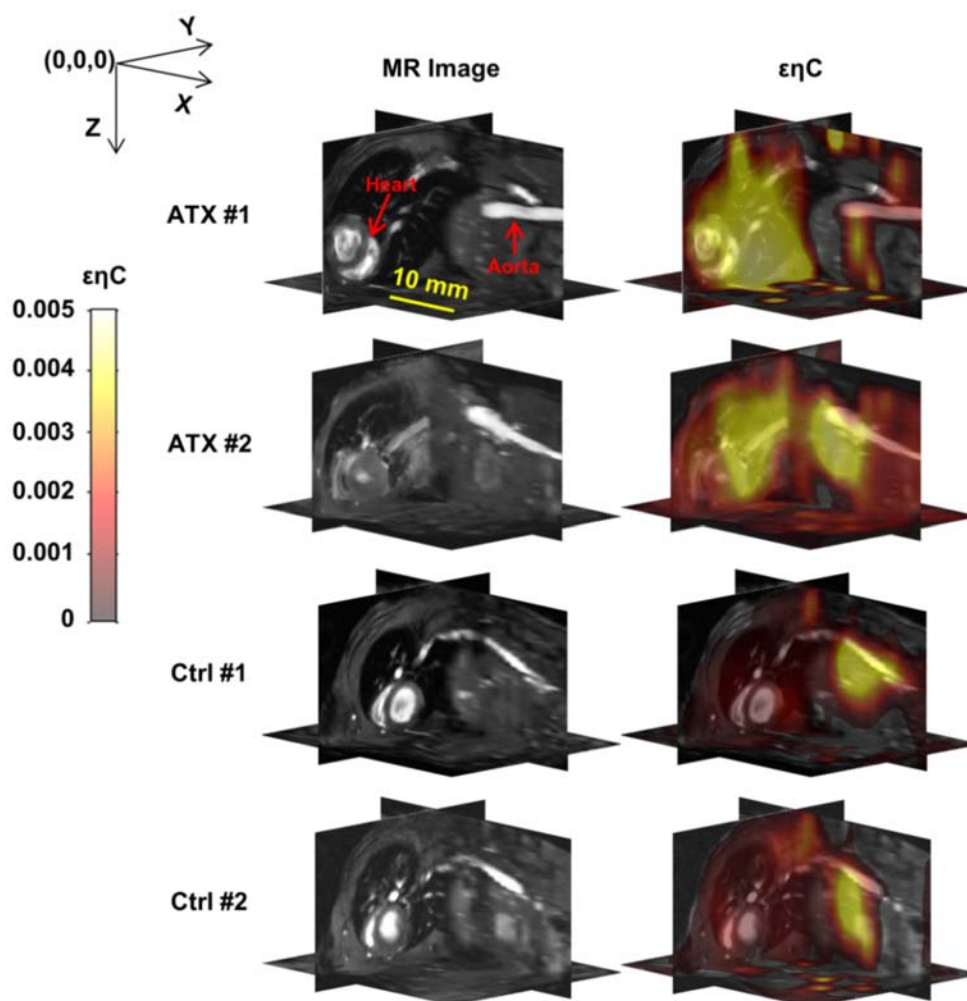 Y
(0,0,0)
X
Z
MR Image
εηC
ATX #1
Heart
Aorta
10 mm
εηC
0.005
0.004
0.003
0.002
0.001
0
ATX #2
Ctrl #1
Ctrl #2